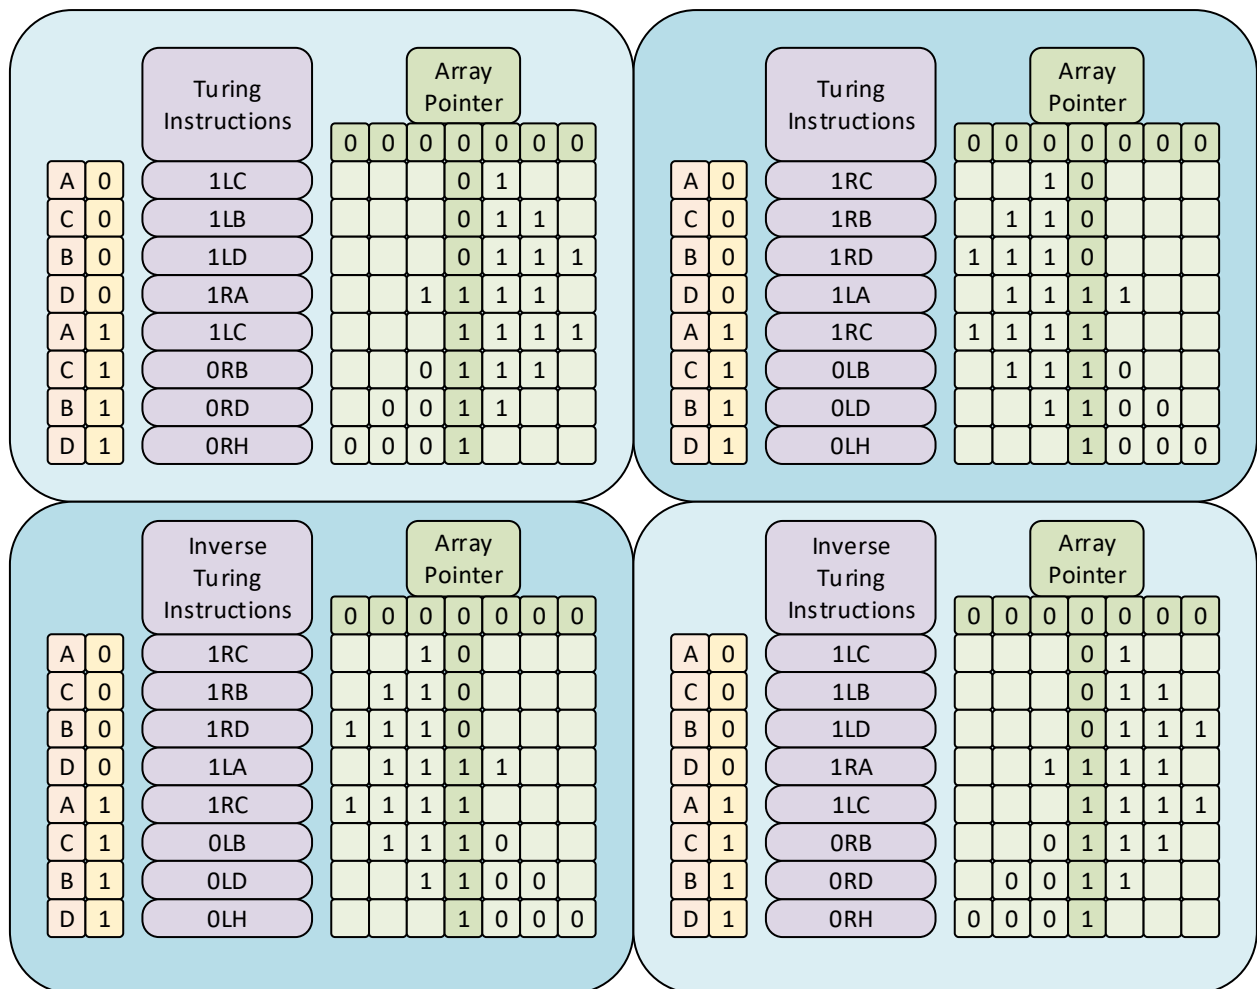 Turing
Instructions
Array
Pointer
0 0 0 0 0 0 0
A 0 1LC 0 1
C 0 1LB 0 1 1
B 0 1LD 0 1 1 1
D 0 1RA 1 1 1 1
A 1 1LC 1 1 1 1
C 1 0RB 0 1 1 1
B 1 0RD 0 0 1 1
D 1 0RH 0 0 0 1
Turing
Instructions
Array
Pointer
0 0 0 0 0 0 0
A 0 1RC 1 0
C 0 1RB 1 1 0
B 0 1RD 1 1 1 0
D 0 1LA 1 1 1 1
A 1 1RC 1 1 1 1
C 1 0LB 1 1 1 0
B 1 0LD 1 1 0 0
D 1 0LH 1 0 0 0
Inverse
Turing
Instructions
Array
Pointer
0 0 0 0 0 0 0
A 0 1RC 1 0
C 0 1RB 1 1 0
B 0 1RD 1 1 1 0
D 0 1LA 1 1 1 1
A 1 1RC 1 1 1 1
C 1 0LB 1 1 1 0
B 1 0LD 1 1 0 0
D 1 0LH 1 0 0 0
Inverse
Turing
Instructions
Array
Pointer
0 0 0 0 0 0 0
A 0 1LC 0 1
C 0 1LB 0 1 1
B 0 1LD 0 1 1 1
D 0 1RA 1 1 1 1
A 1 1LC 1 1 1 1
C 1 0RB 0 1 1 1
B 1 0RD 0 0 1 1
D 1 0RH 0 0 0 1